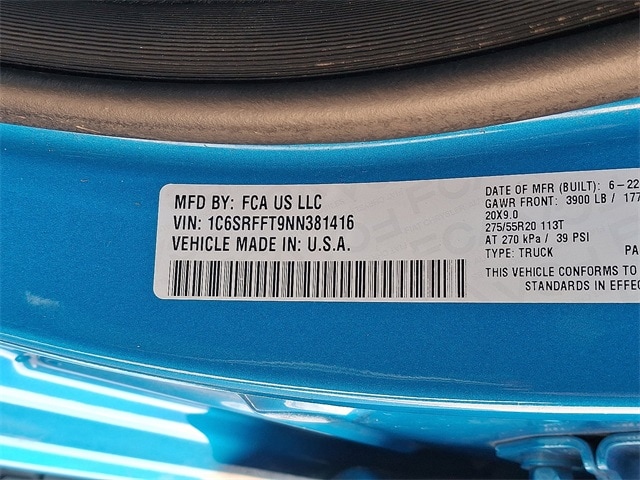 MFD BY: FCA US LLC
VIN: 1C6SRFFT9NN381416
VEHICLE MADE IN: U.S.A.
DATE OF MFR (BUILT): 6-22
GAWR FRONT: 3900 LB / 177
20X9.0
275/55R20 113T
AT 270 kPa / 39 PSI
TYPE: TRUCK PA
THIS VEHICLE CONFORMS TO
STANDARDS IN EFFEC